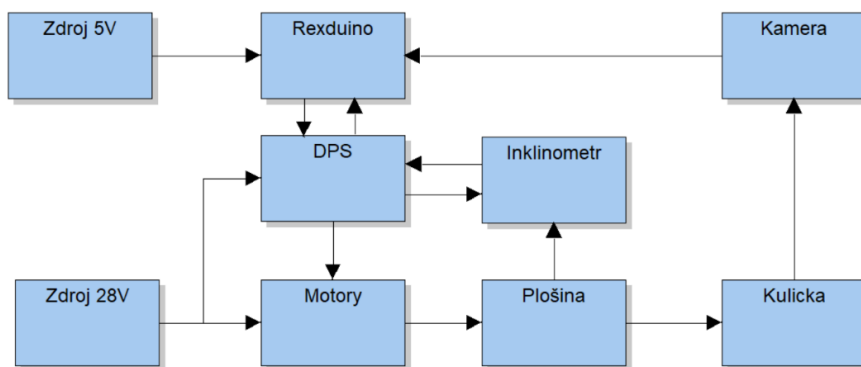 Zdroj 5V
Rexduino
Kamera
DPS
Inklinometr
Zdroj 28V
Motory
Plošina
Kulicka